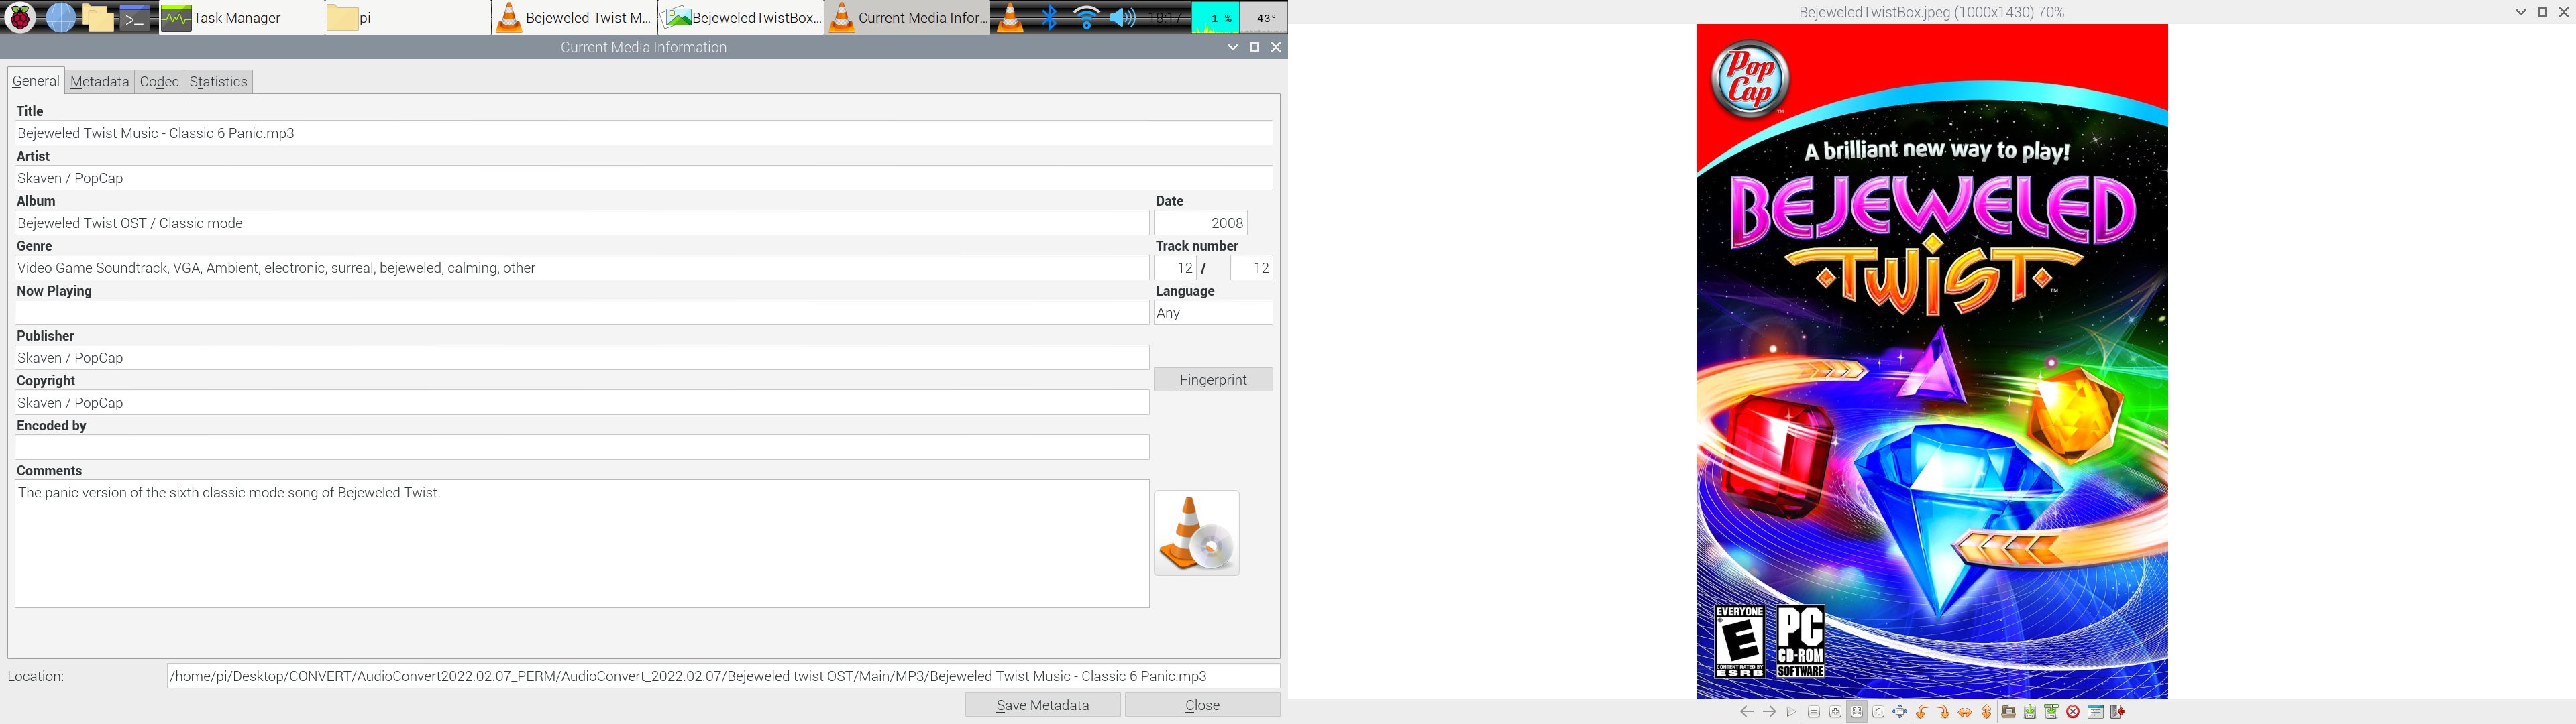 Task Manager
pi
Bejeweled Twist M...
BejeweledTwistBox...
Current Media Infor...
18:17
1 %
43°
Current Media Information
General
Metadata
Codec
Statistics
Title
Bejeweled Twist Music - Classic 6 Panic.mp3
Artist
Skaven / PopCap
Album
Date
Bejeweled Twist OST / Classic mode
2008
Genre
Track number
Video Game Soundtrack, VGA, Ambient, electronic, surreal, bejeweled, calming, other
12 / 12
Now Playing
Language
Any
Publisher
Skaven / PopCap
Copyright
Fingerprint
Skaven / PopCap
Encoded by
Comments
The panic version of the sixth classic mode song of Bejeweled Twist.
Location:
/home/pi/Desktop/CONVERT/AudioConvert2022.02.07_PERM/AudioConvert_2022.02.07/Bejeweled twist OST/Main/MP3/Bejeweled Twist Music - Classic 6 Panic.mp3
Save Metadata
Close
BejeweledTwistBox.jpeg (1000x1430) 70%
Pop
Cap
™
A brilliant new way to play!
BEJEWELED
TWIST
™
EVERYONE
E
CONTENT RATED BY
ESRB
PC
CD-ROM
SOFTWARE